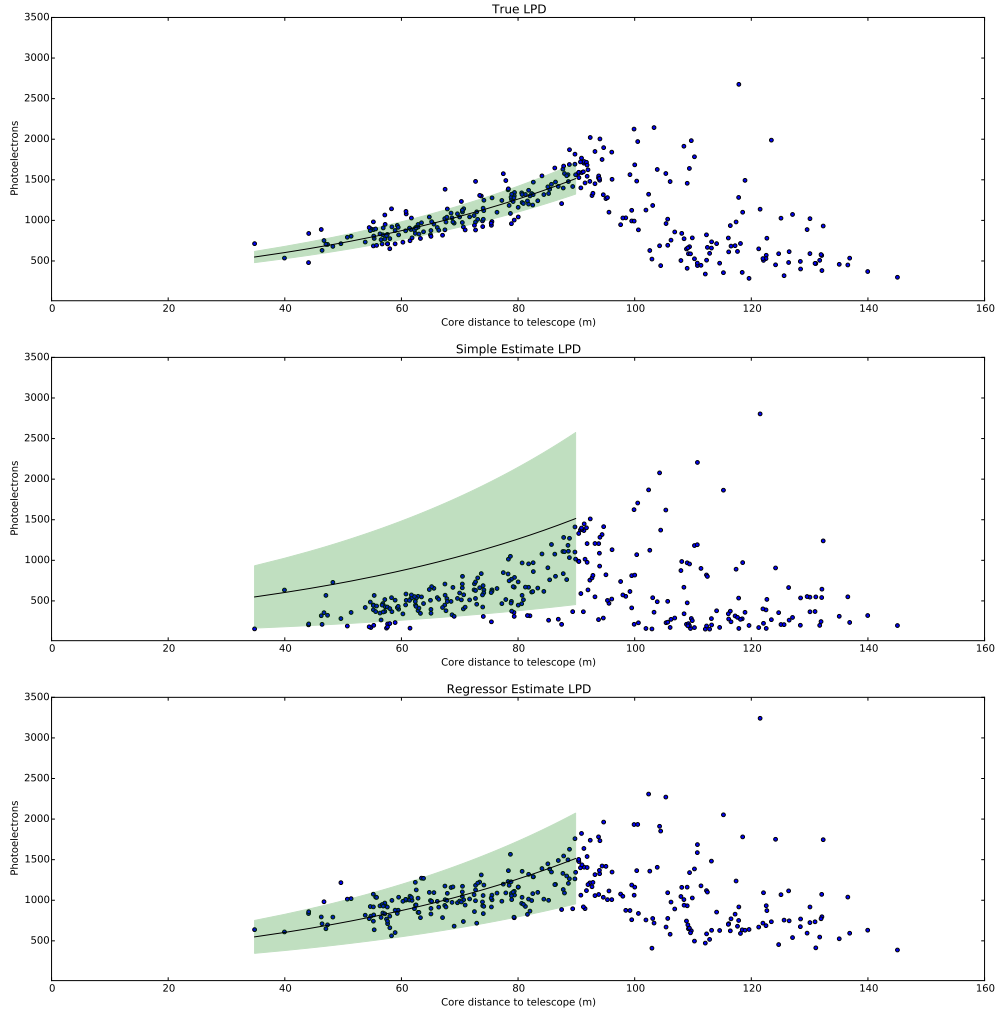 True LPD
3500
3000
2500
2000
1500
1000
500
Photoelectrons
0 20 40 60 80 100 120 140 160
Core distance to telescope (m)
Simple Estimate LPD
3500
3000
2500
2000
1500
1000
500
Photoelectrons
0 20 40 60 80 100 120 140 160
Core distance to telescope (m)
Regressor Estimate LPD
3500
3000
2500
2000
1500
1000
500
Photoelectrons
0 20 40 60 80 100 120 140 160
Core distance to telescope (m)